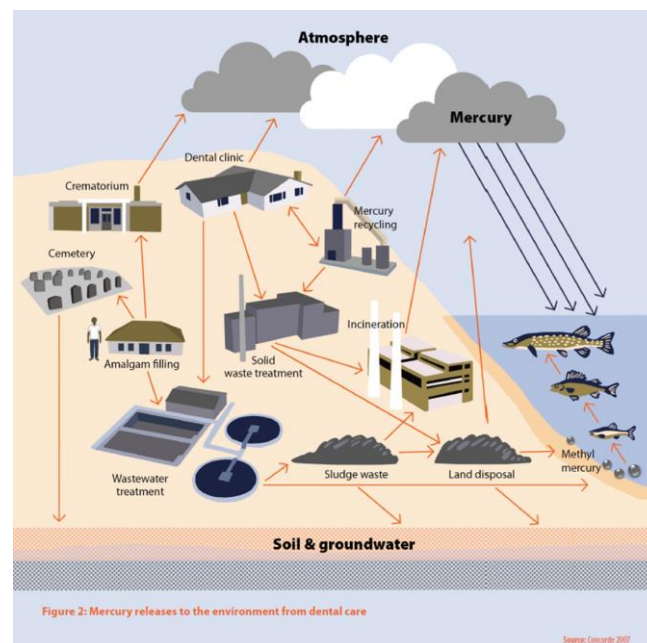 Atmosphere
Mercury
Dental clinic
Crematorium
Mercury
recycling
Cemetery
Incineration
Amalgam filling
Solid
waste treatment
Wastewater
treatment
Sludge waste
Land disposal
Methyl
mercury
Soil & groundwater
Figure 2: Mercury releases to the environment from dental care
Source: Concorde 2007